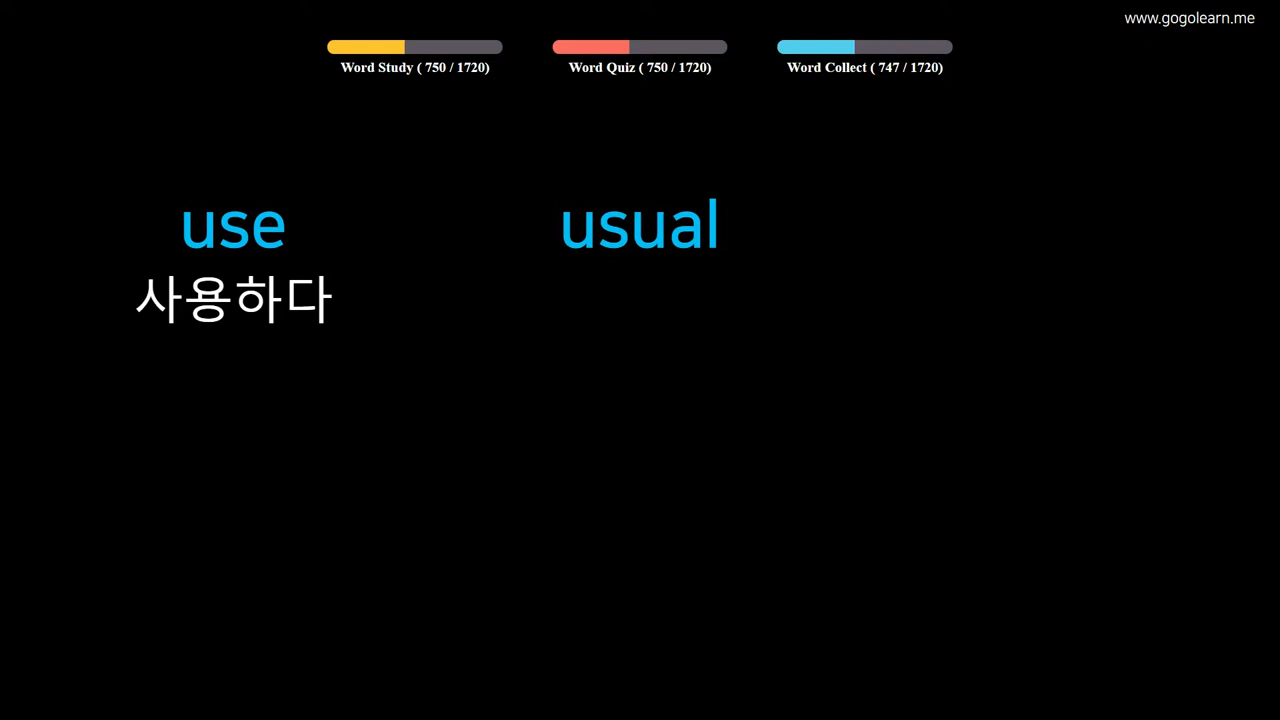 www.gogolearn.me
Word Study ( 750 / 1720)
Word Quiz ( 750 / 1720)
Word Collect ( 747 / 1720)
use
usual
사용하다